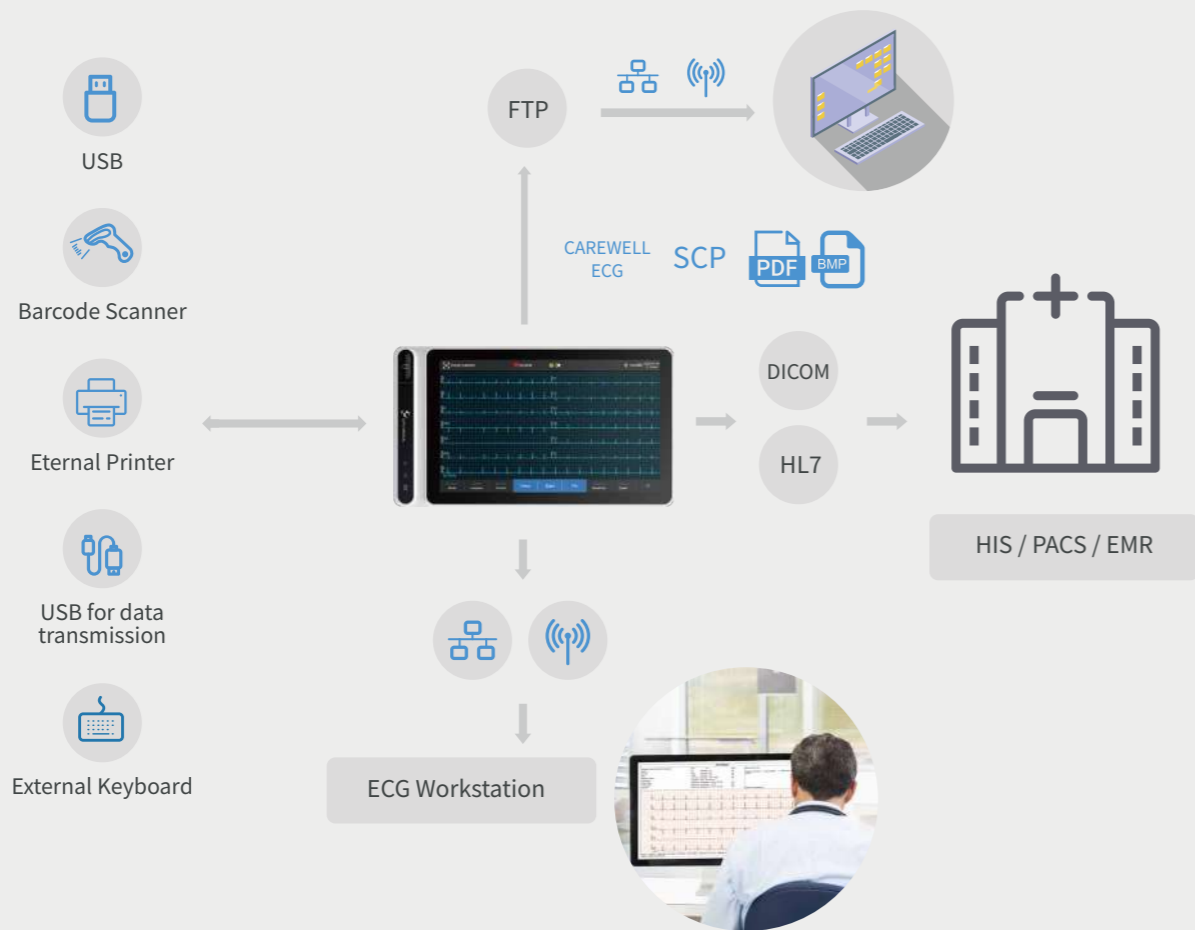 USB
Barcode Scanner
Eternal Printer
USB for data
transmission
External Keyboard
FTP
CAREWELL
ECG
SCP
PDF
BMP
DICOM
HL7
HIS / PACS / EMR
ECG Workstation